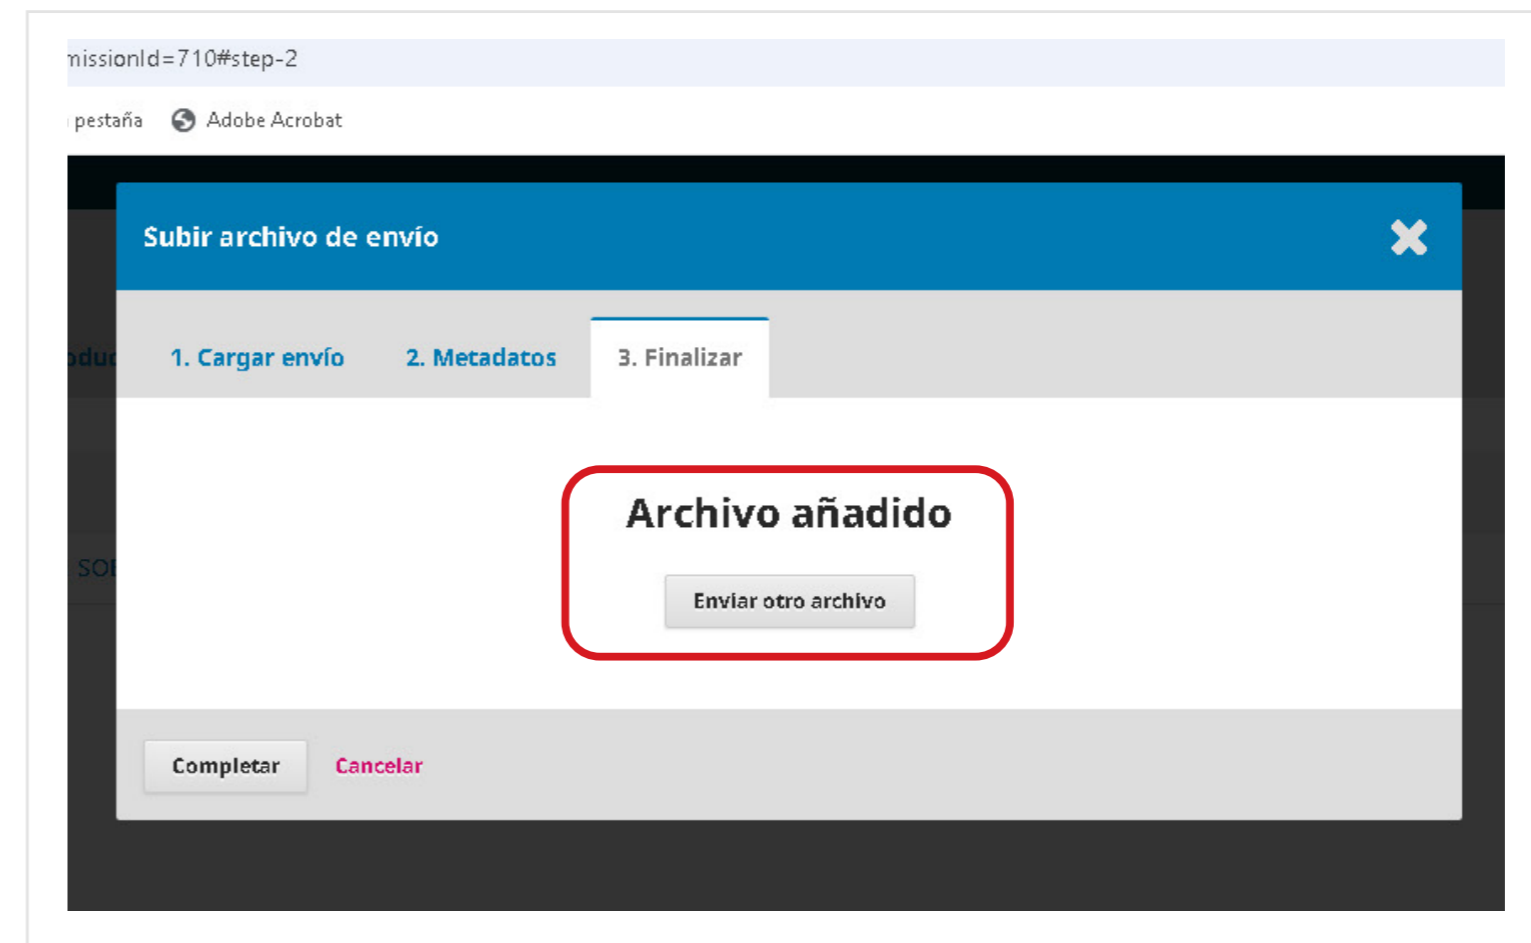 missionId=710#step-2
pestaña Adobe Acrobat
Subir archivo de envío
1. Cargar envío 2. Metadatos 3. Finalizar
Archivo añadido
Enviar otro archivo
Completar Cancelar